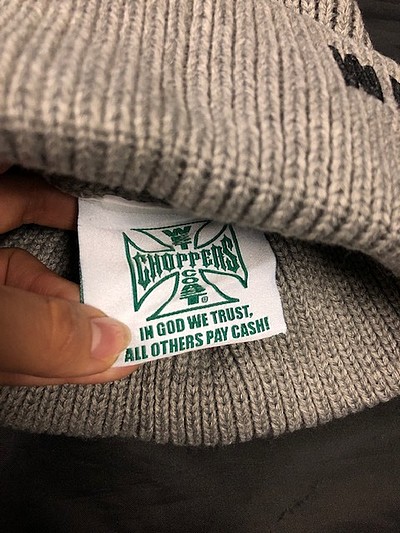 WEST
CHOPPERS
COAST®
IN GOD WE TRUST,
ALL OTHERS PAY CASH!